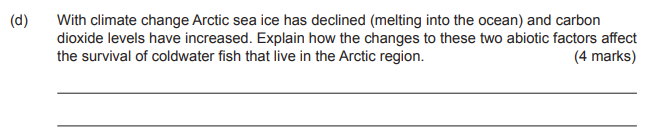 (d) With climate change Arctic sea ice has declined (melting into the ocean) and carbon
dioxide levels have increased. Explain how the changes to these two abiotic factors affect
the survival of coldwater fish that live in the Arctic region. (4 marks)